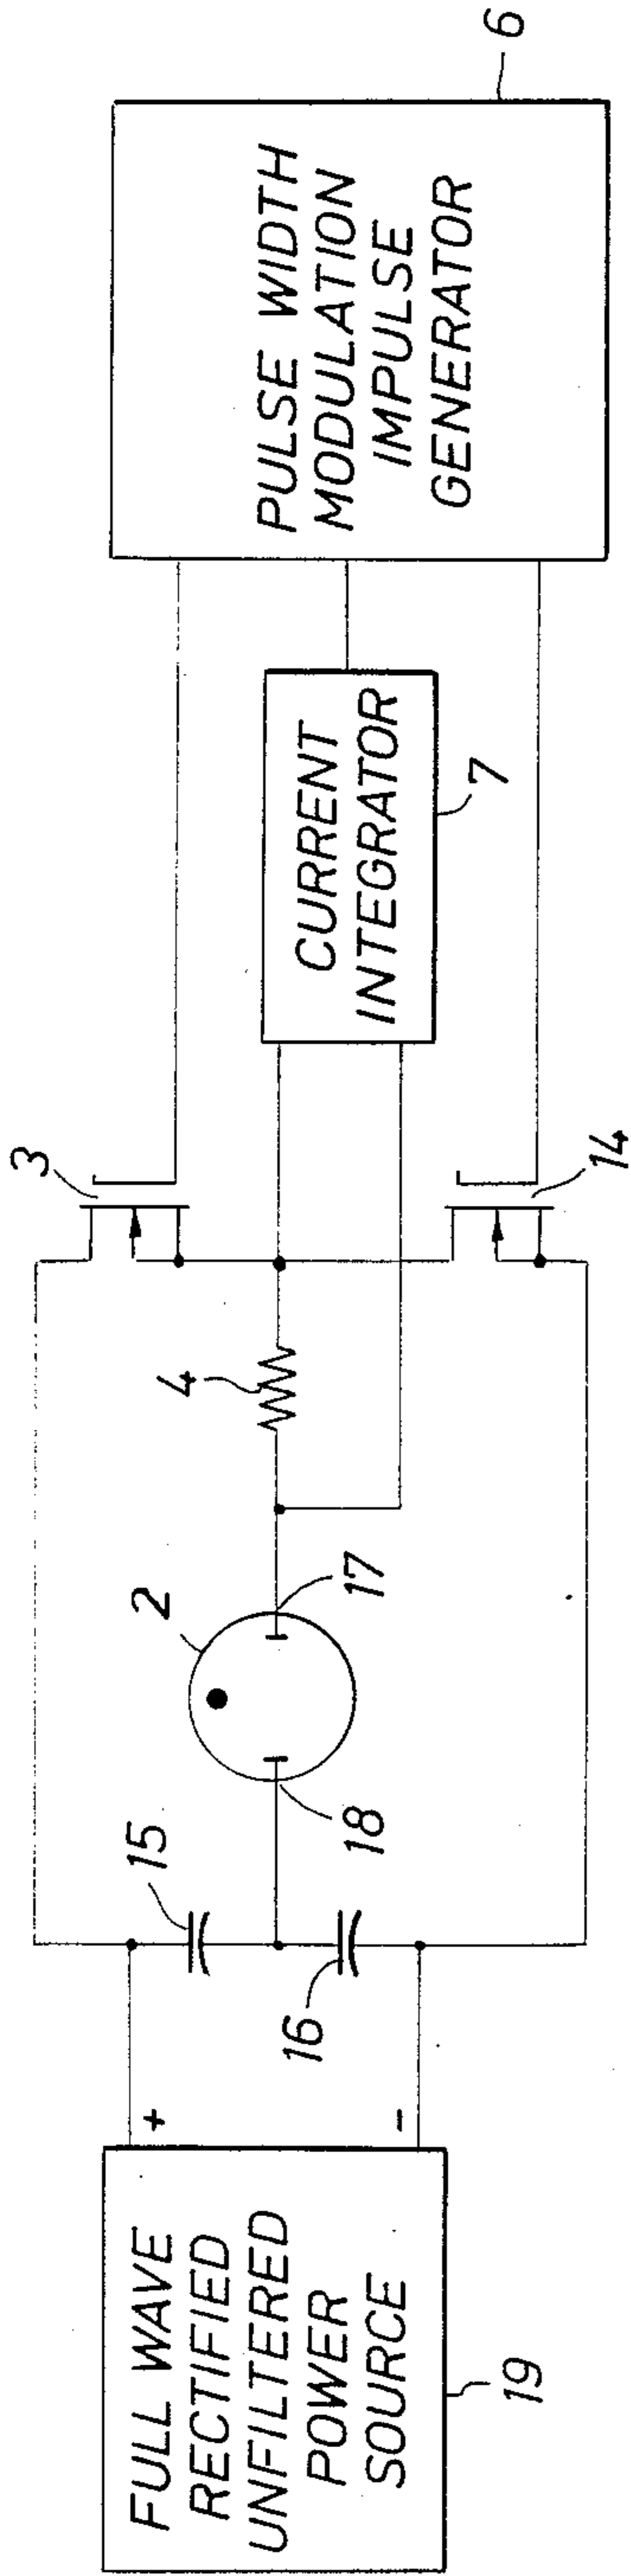 FULL WAVE
RECTIFIED
UNFILTERED
POWER
SOURCE
19
+
-
15
16
18
2
17
4
3
14
CURRENT
INTEGRATOR
7
PULSE WIDTH
MODULATION
IMPULSE
GENERATOR
6